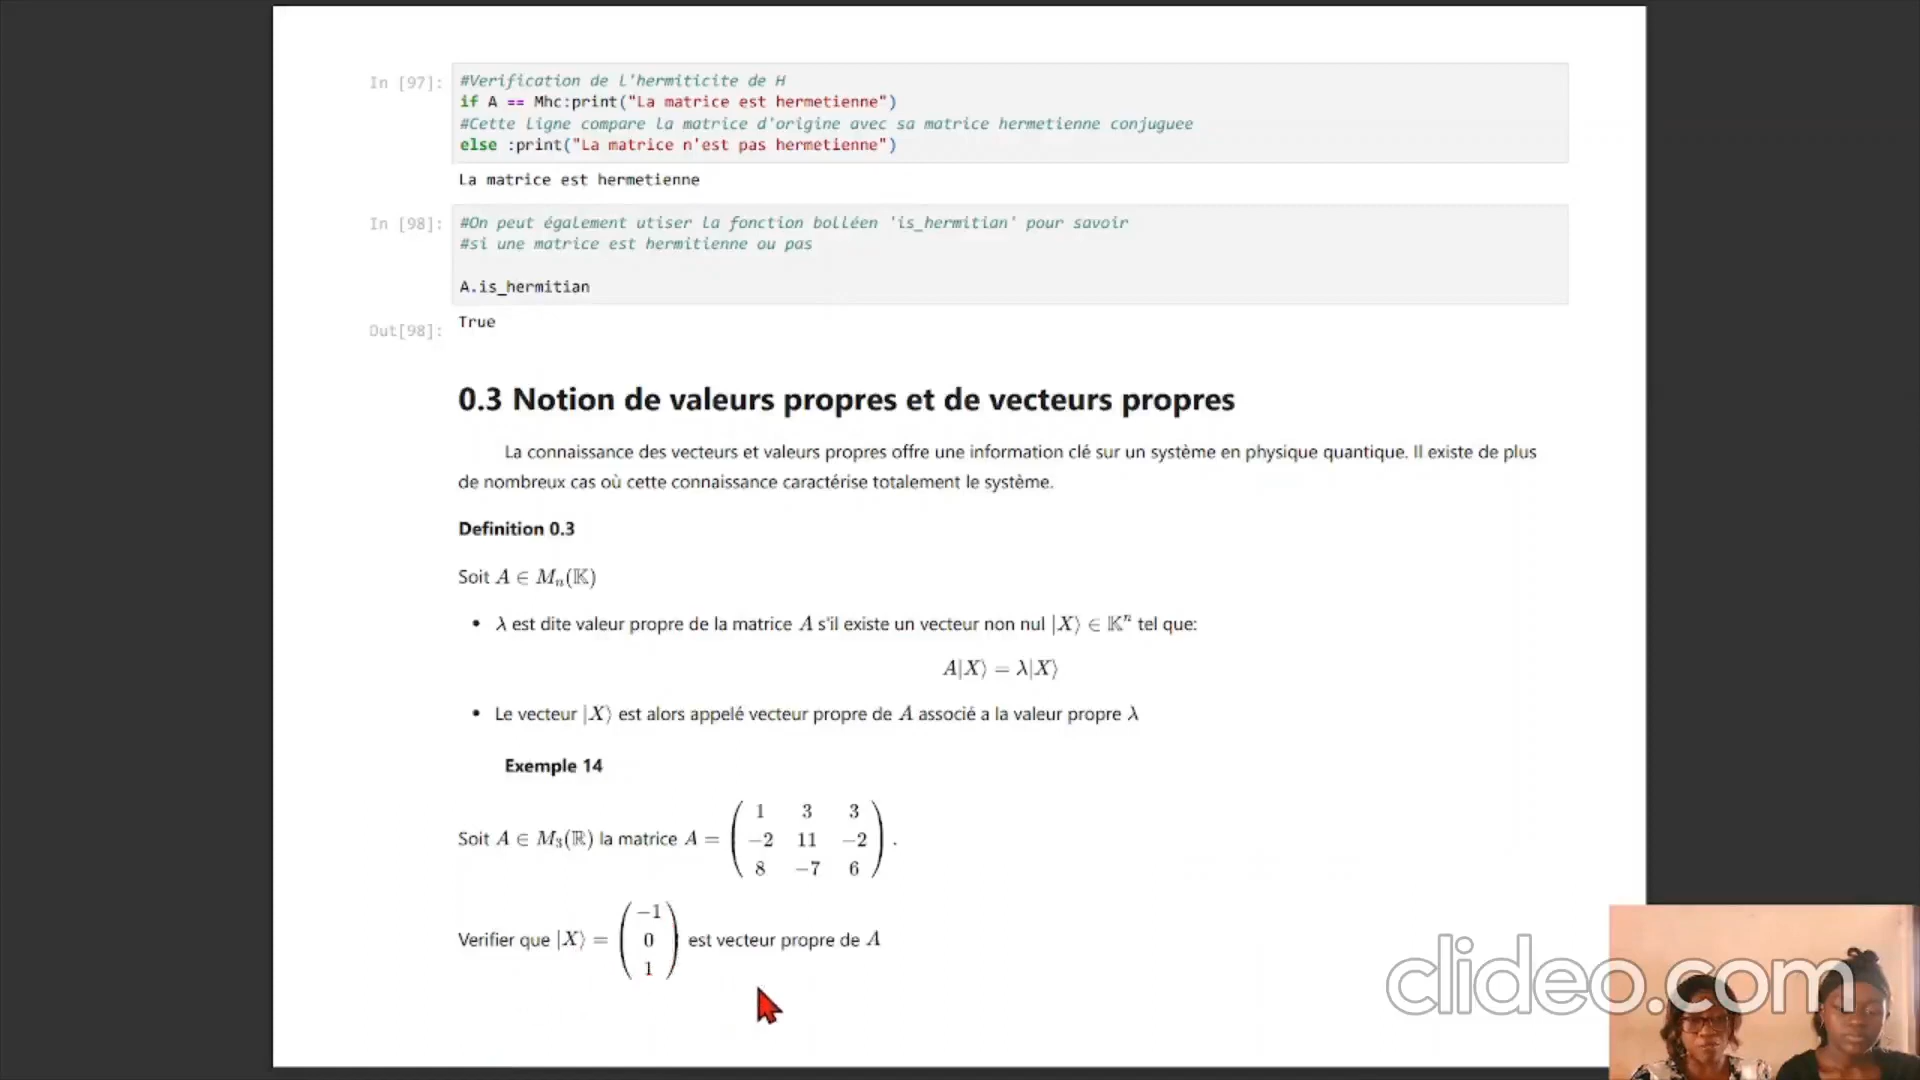 In [97]:
#Verification de l'hermiticite de H
if A == Mhc:print("La matrice est hermetienne")
#Cette ligne compare la matrice d'origine avec sa matrice hermetienne conjuguee
else :print("La matrice n'est pas hermetienne")
La matrice est hermetienne
In [98]:
#On peut également utiser la fonction bolléen 'is_hermitian' pour savoir
#si une matrice est hermitienne ou pas
A.is_hermitian
Out[98]:
True
0.3 Notion de valeurs propres et de vecteurs propres
La connaissance des vecteurs et valeurs propres offre une information clé sur un système en physique quantique. Il existe de plus
de nombreux cas où cette connaissance caractérise totalement le système.
Definition 0.3
Soit A ∈ Mₙ(𝕂)
• λ est dite valeur propre de la matrice A s'il existe un vecteur non nul |X⟩ ∈ 𝕂ⁿ tel que:
A|X⟩ = λ|X⟩
• Le vecteur |X⟩ est alors appelé vecteur propre de A associé a la valeur propre λ
Exemple 14
1 3 3
Soit A ∈ M₃(ℝ) la matrice A = ( −2 11 −2 ) .
8 −7 6
−1
Verifier que |X⟩ = ( 0 ) est vecteur propre de A
1
clideo.com